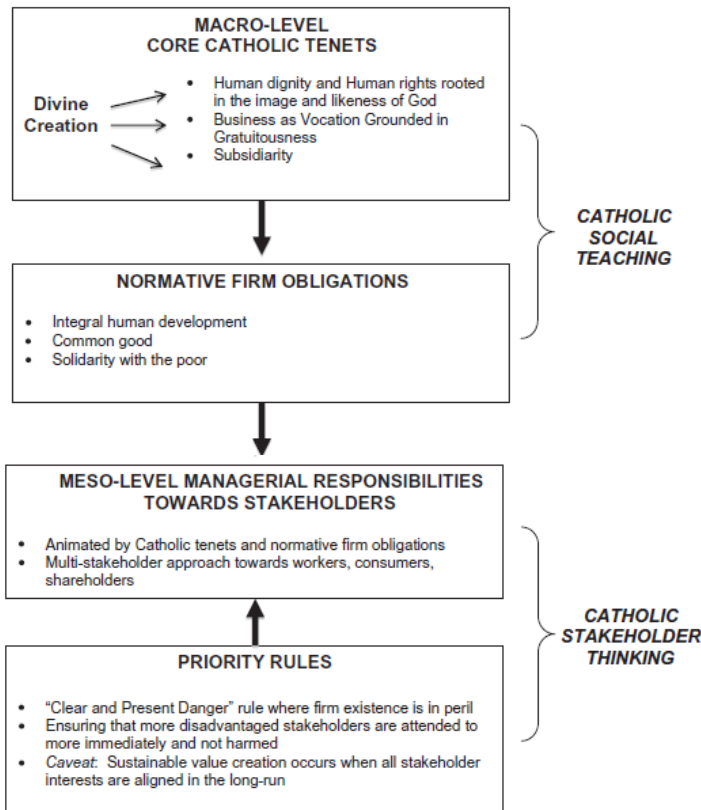 MACRO-LEVEL
CORE CATHOLIC TENETS
Divine
Creation
• Human dignity and Human rights rooted
in the image and likeness of God
• Business as Vocation Grounded in
Gratuitousness
• Subsidiarity
CATHOLIC
SOCIAL
TEACHING
NORMATIVE FIRM OBLIGATIONS
• Integral human development
• Common good
• Solidarity with the poor
MESO-LEVEL MANAGERIAL RESPONSIBILITIES
TOWARDS STAKEHOLDERS
• Animated by Catholic tenets and normative firm obligations
• Multi-stakeholder approach towards workers, consumers,
shareholders
CATHOLIC
STAKEHOLDER
THINKING
PRIORITY RULES
• “Clear and Present Danger” rule where firm existence is in peril
• Ensuring that more disadvantaged stakeholders are attended to
more immediately and not harmed
• Caveat: Sustainable value creation occurs when all stakeholder
interests are aligned in the long-run